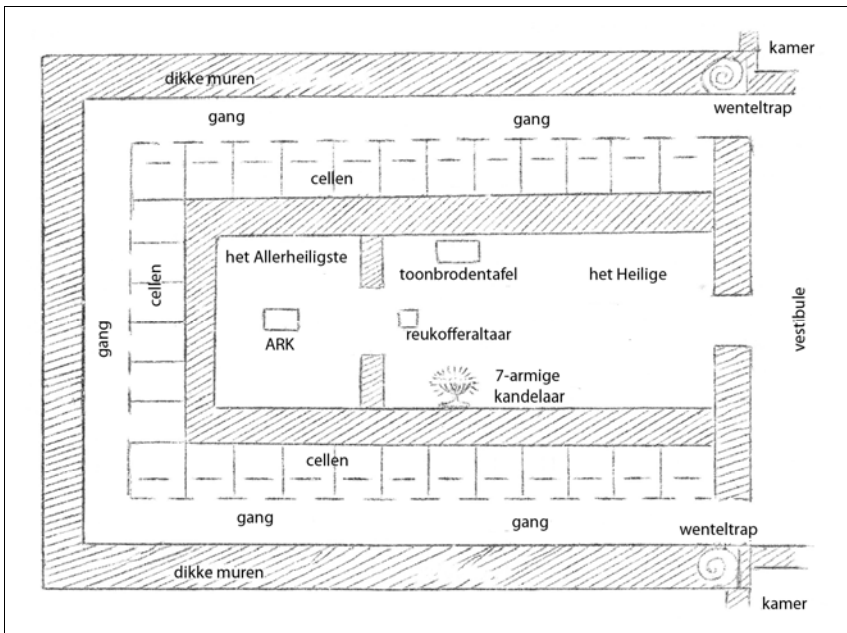 kamer
dikke muren
wenteltrap
gang
gang
cellen
het Allerheiligste
toonbrodentafel
het Heilige
cellen
gang
ARK
reukofferaltaar
vestibule
7-armige
kandelaar
cellen
gang
gang
wenteltrap
dikke muren
kamer